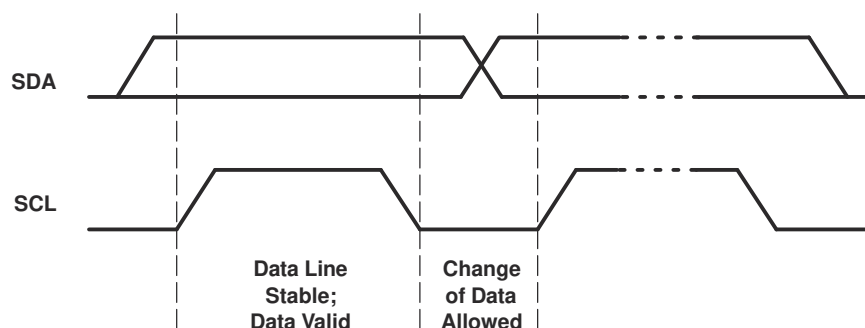 SDA
SCL
Data Line
Stable;
Data Valid
Change
of Data
Allowed